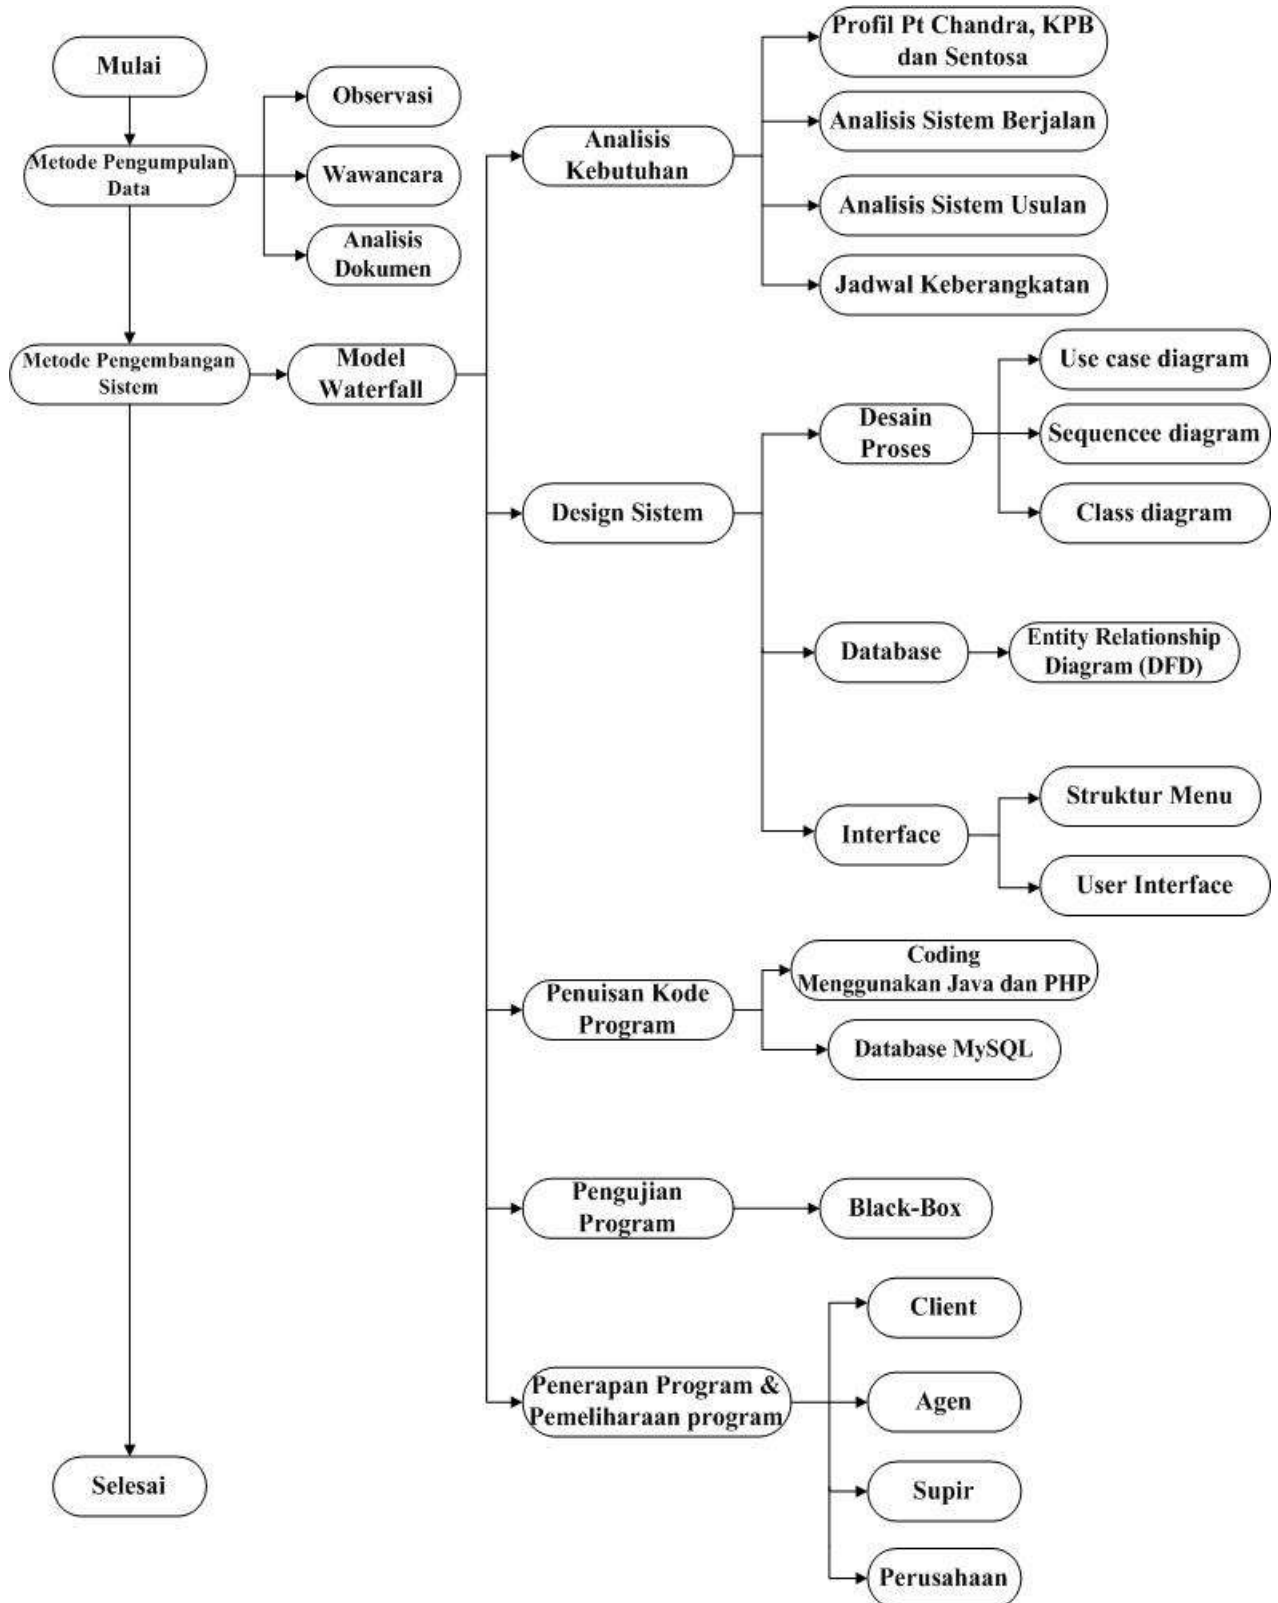 Mulai
Metode Pengumpulan
Data
Observasi
Wawancara
Analisis
Dokumen
Metode Pengembangan
Sistem
Model
Waterfall
Analisis
Kebutuhan
Profil Pt Chandra, KPB
dan Sentosa
Analisis Sistem Berjalan
Analisis Sistem Usulan
Jadwal Keberangkatan
Design Sistem
Desain
Proses
Use case diagram
Sequencee diagram
Class diagram
Database
Entity Relationship
Diagram (DFD)
Interface
Struktur Menu
User Interface
Penuisan Kode
Program
Coding
Menggunakan Java dan PHP
Database MySQL
Pengujian
Program
Black-Box
Penerapan Program &
Pemeliharaan program
Client
Agen
Supir
Perusahaan
Selesai